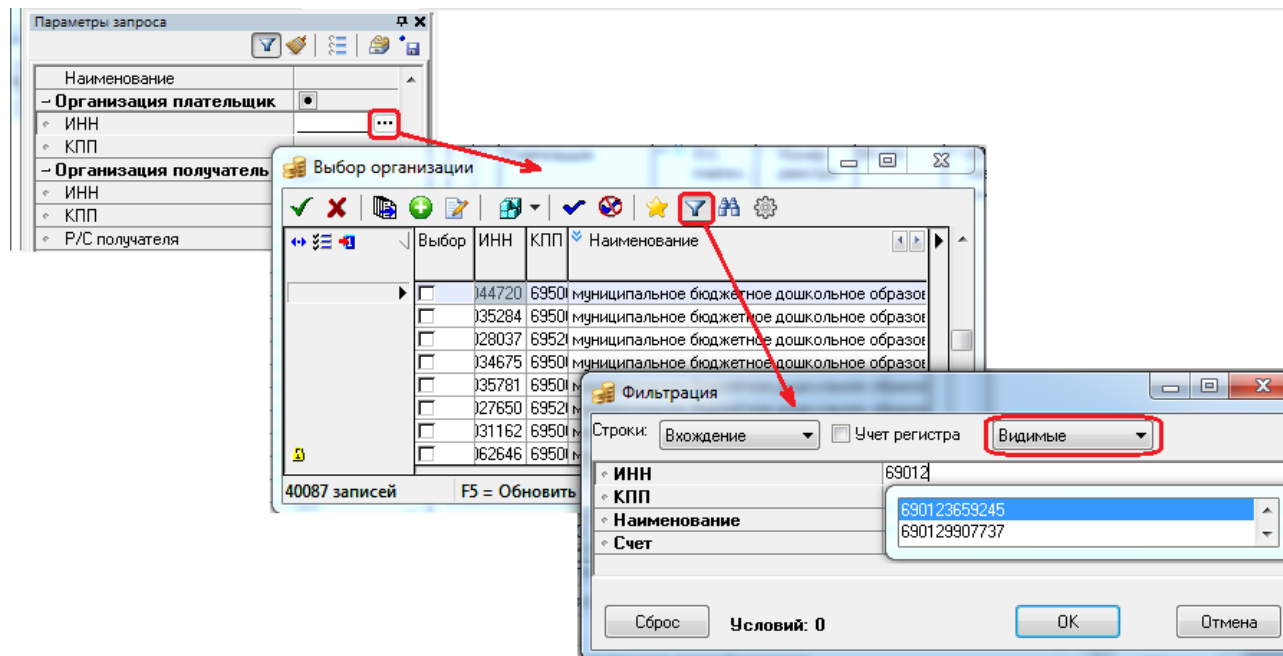 Параметры запроса
Наименование
Организация плательщик
ИНН
КПП
Организация получатель
ИНН
КПП
Р/С получателя
Выбор организации
Выбор ИНН КПП Наименование
044720 6950 муниципальное бюджетное дошкольное образов
035284 6950 муниципальное бюджетное дошкольное образов
028037 6952 муниципальное бюджетное дошкольное образов
034675 6950 муниципальное бюджетное дошкольное образов
035781 6950
027650 6952
031162 6950
062646 6950
40087 записей F5 = Обновить
Фильтрация
Строки: Вхождение Учет регистра Видимые
ИНН 69012
КПП
Наименование
Счет
690123659245
690129907737
Сброс Условий: 0 OK Отмена